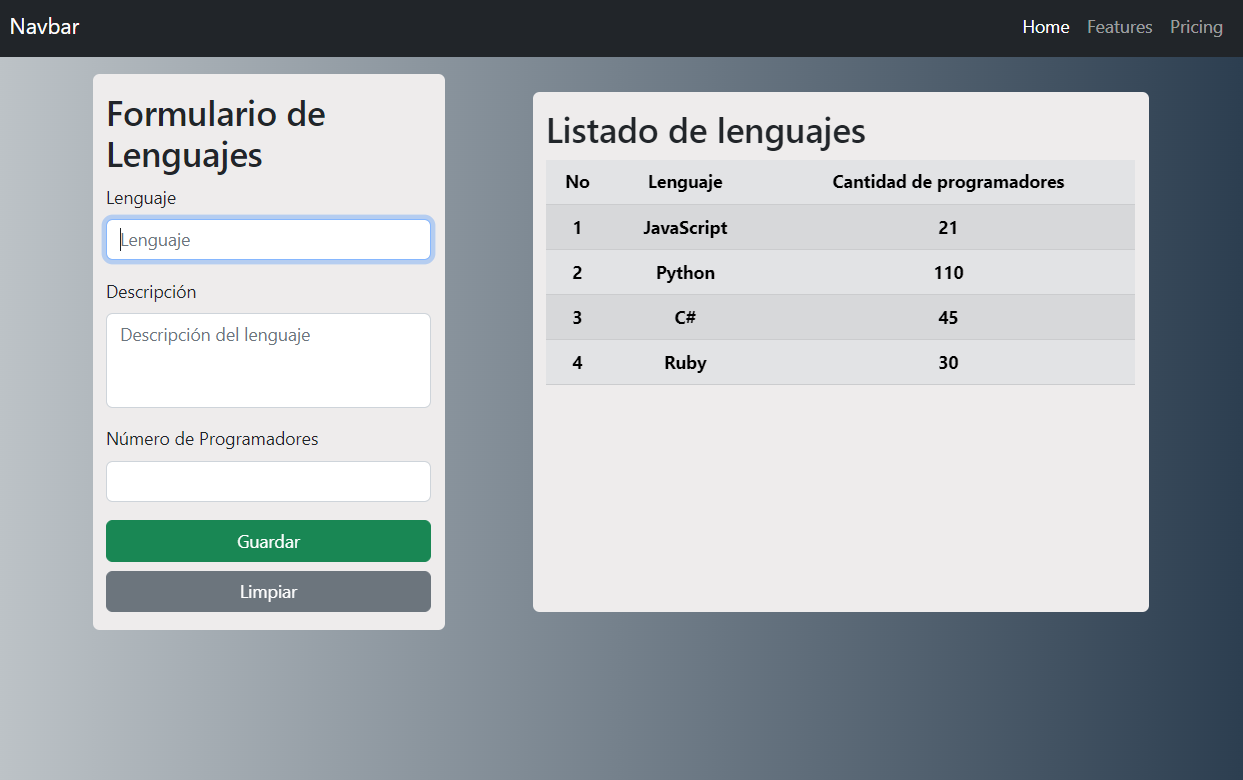 Navbar
Home Features Pricing
Formulario de
Lenguajes
Lenguaje
Lenguaje
Descripción
Descripción del lenguaje
Número de Programadores
Guardar
Limpiar
Listado de lenguajes
No Lenguaje Cantidad de programadores
1 JavaScript 21
2 Python 110
3 C# 45
4 Ruby 30